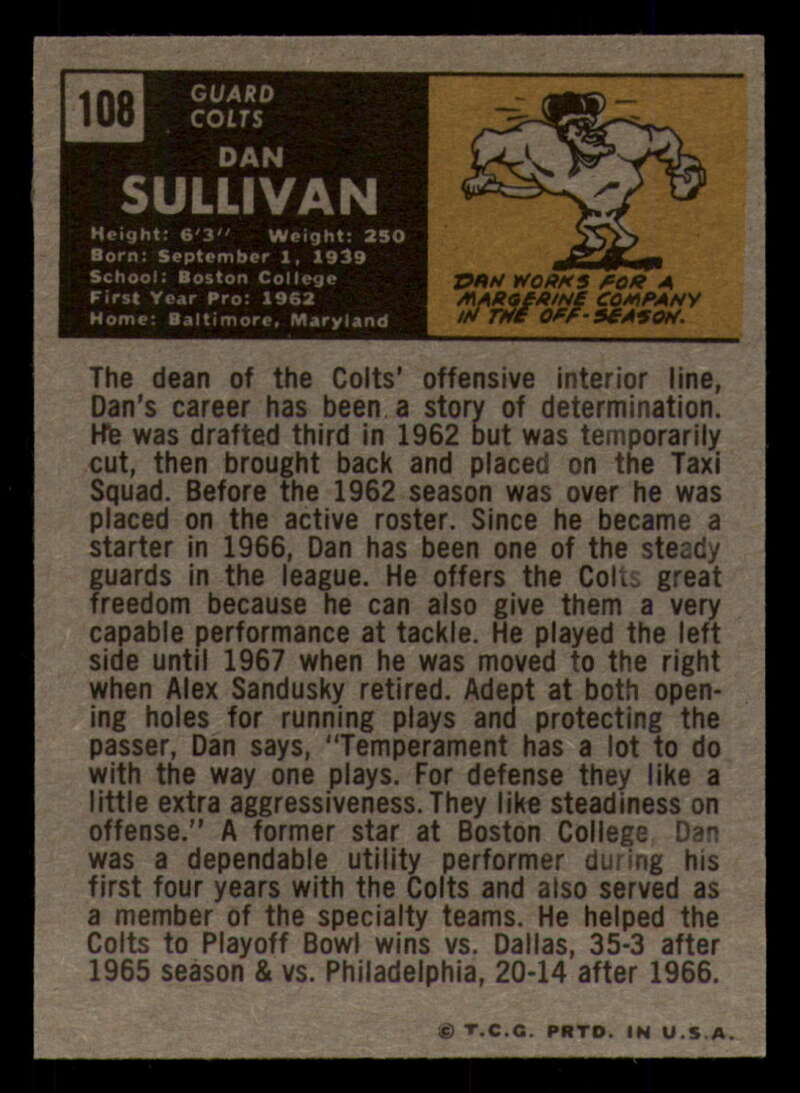 108
GUARD
COLTS
DAN
SULLIVAN
Height: 6'3" Weight: 250
Born: September 1, 1939
School: Boston College
First Year Pro: 1962
Home: Baltimore, Maryland
DAN WORKS FOR A
MARGERINE COMPANY
IN THE OFF-SEASON.
The dean of the Colts' offensive interior line,
Dan's career has been a story of determination.
He was drafted third in 1962 but was temporarily
cut, then brought back and placed on the Taxi
Squad. Before the 1962 season was over he was
placed on the active roster. Since he became a
starter in 1966, Dan has been one of the steady
guards in the league. He offers the Colts great
freedom because he can also give them a very
capable performance at tackle. He played the left
side until 1967 when he was moved to the right
when Alex Sandusky retired. Adept at both open-
ing holes for running plays and protecting the
passer, Dan says, "Temperament has a lot to do
with the way one plays. For defense they like a
little extra aggressiveness. They like steadiness on
offense." A former star at Boston College, Dan
was a dependable utility performer during his
first four years with the Colts and also served as
a member of the specialty teams. He helped the
Colts to Playoff Bowl wins vs. Dallas, 35-3 after
1965 season & vs. Philadelphia, 20-14 after 1966.
© T.C.G. PRTD. IN U.S.A.